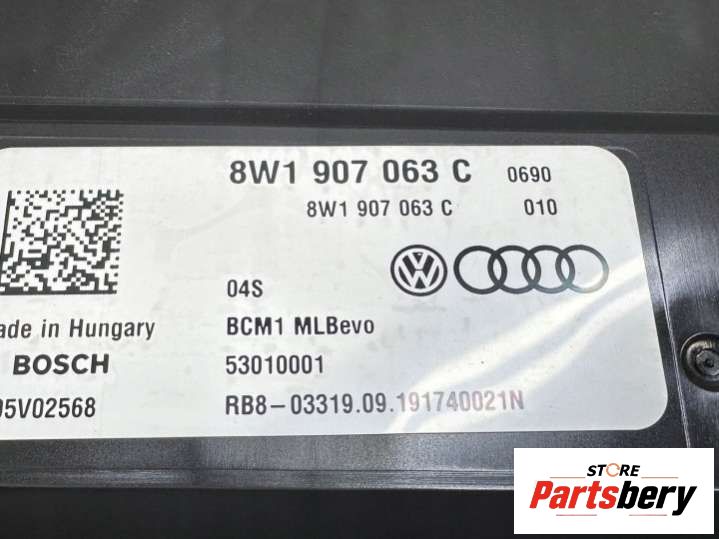 8W1 907 063 C 0690
8W1 907 063 C 010
04S
ade in Hungary
BCM1 MLBevo
BOSCH
53010001
95V02568
RB8-03319.09.191740021N
STORE
Partsbery